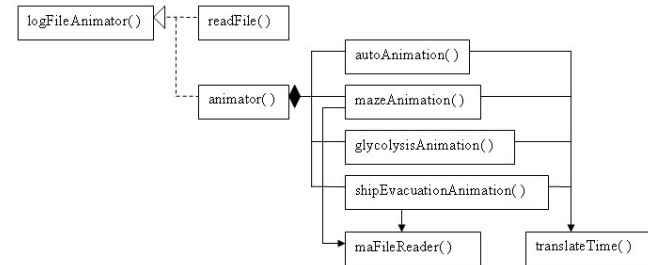 logFileAnimator( )
readFile( )
autoAnimation( )
animator( )
mazeAnimation( )
glycolysisAnimation( )
shipEvacuationAnimation( )
maFileReader( )
translateTime( )